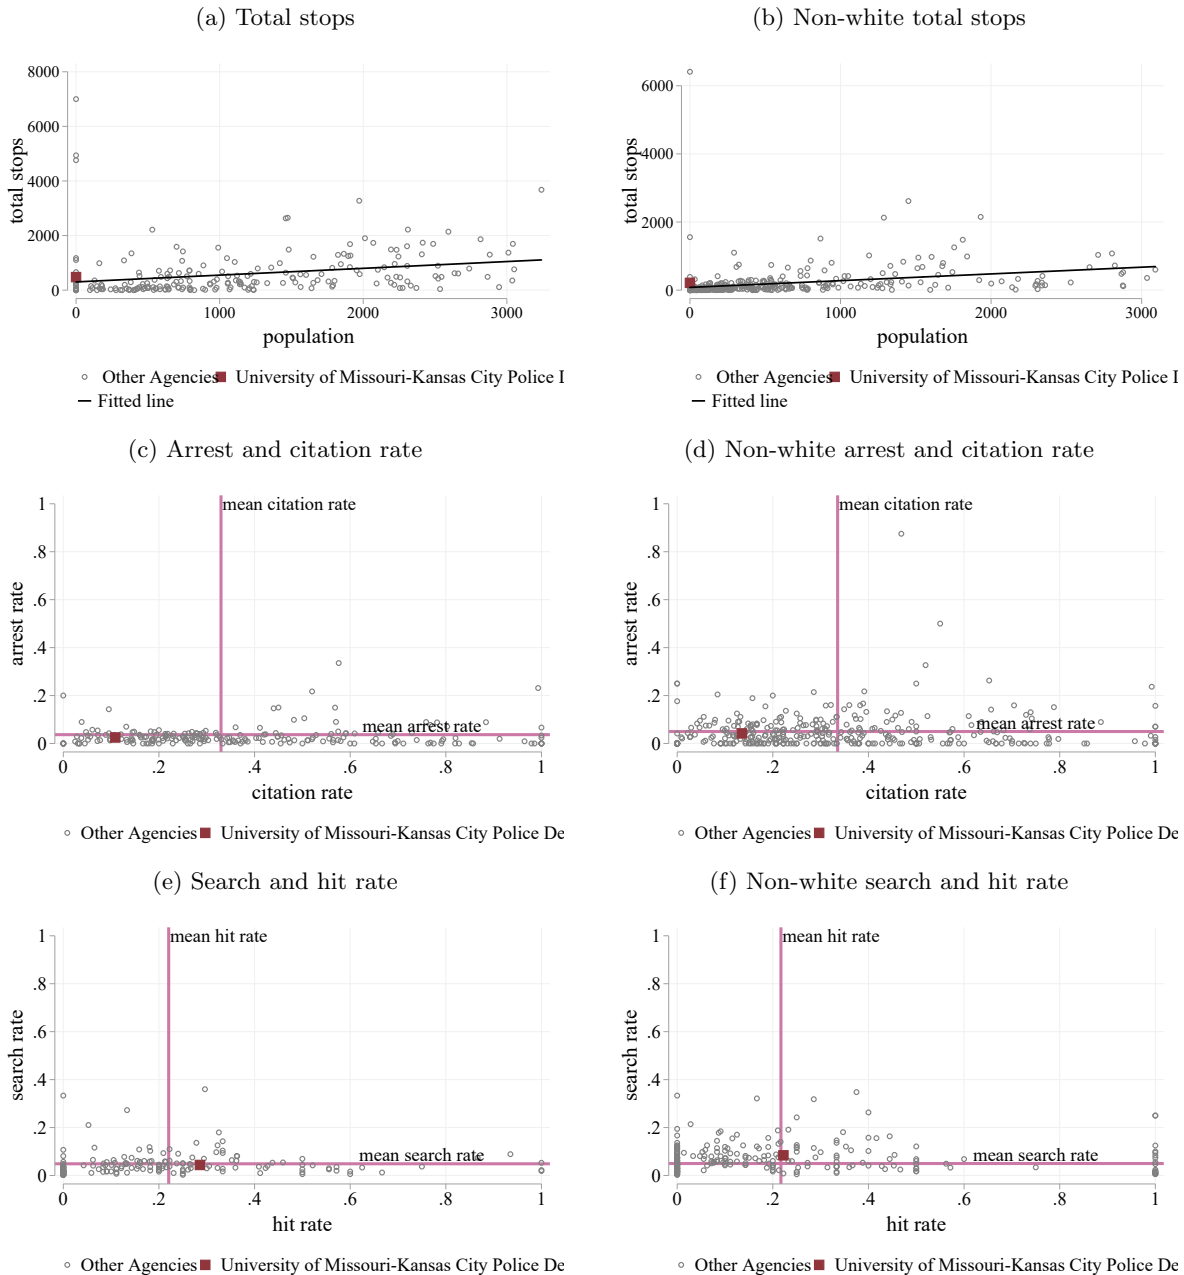 (a) Total stops
(b) Non-white total stops
total stops
8000
6000
4000
2000
0
0 1000 2000 3000
population
Other Agencies University of Missouri-Kansas City Police
Fitted line
total stops
6000
4000
2000
0
0 1000 2000 3000
population
Other Agencies University of Missouri-Kansas City Police
Fitted line
(c) Arrest and citation rate
(d) Non-white arrest and citation rate
arrest rate
1
.8
.6
.4
.2
0
mean citation rate
mean arrest rate
0 .2 .4 .6 .8 1
citation rate
Other Agencies University of Missouri-Kansas City Police De
arrest rate
1
.8
.6
.4
.2
0
mean citation rate
mean arrest rate
0 .2 .4 .6 .8 1
citation rate
Other Agencies University of Missouri-Kansas City Police De
(e) Search and hit rate
(f) Non-white search and hit rate
search rate
1
.8
.6
.4
.2
0
mean hit rate
mean search rate
0 .2 .4 .6 .8 1
hit rate
Other Agencies University of Missouri-Kansas City Police De
search rate
1
.8
.6
.4
.2
0
mean hit rate
mean search rate
0 .2 .4 .6 .8 1
hit rate
Other Agencies University of Missouri-Kansas City Police De